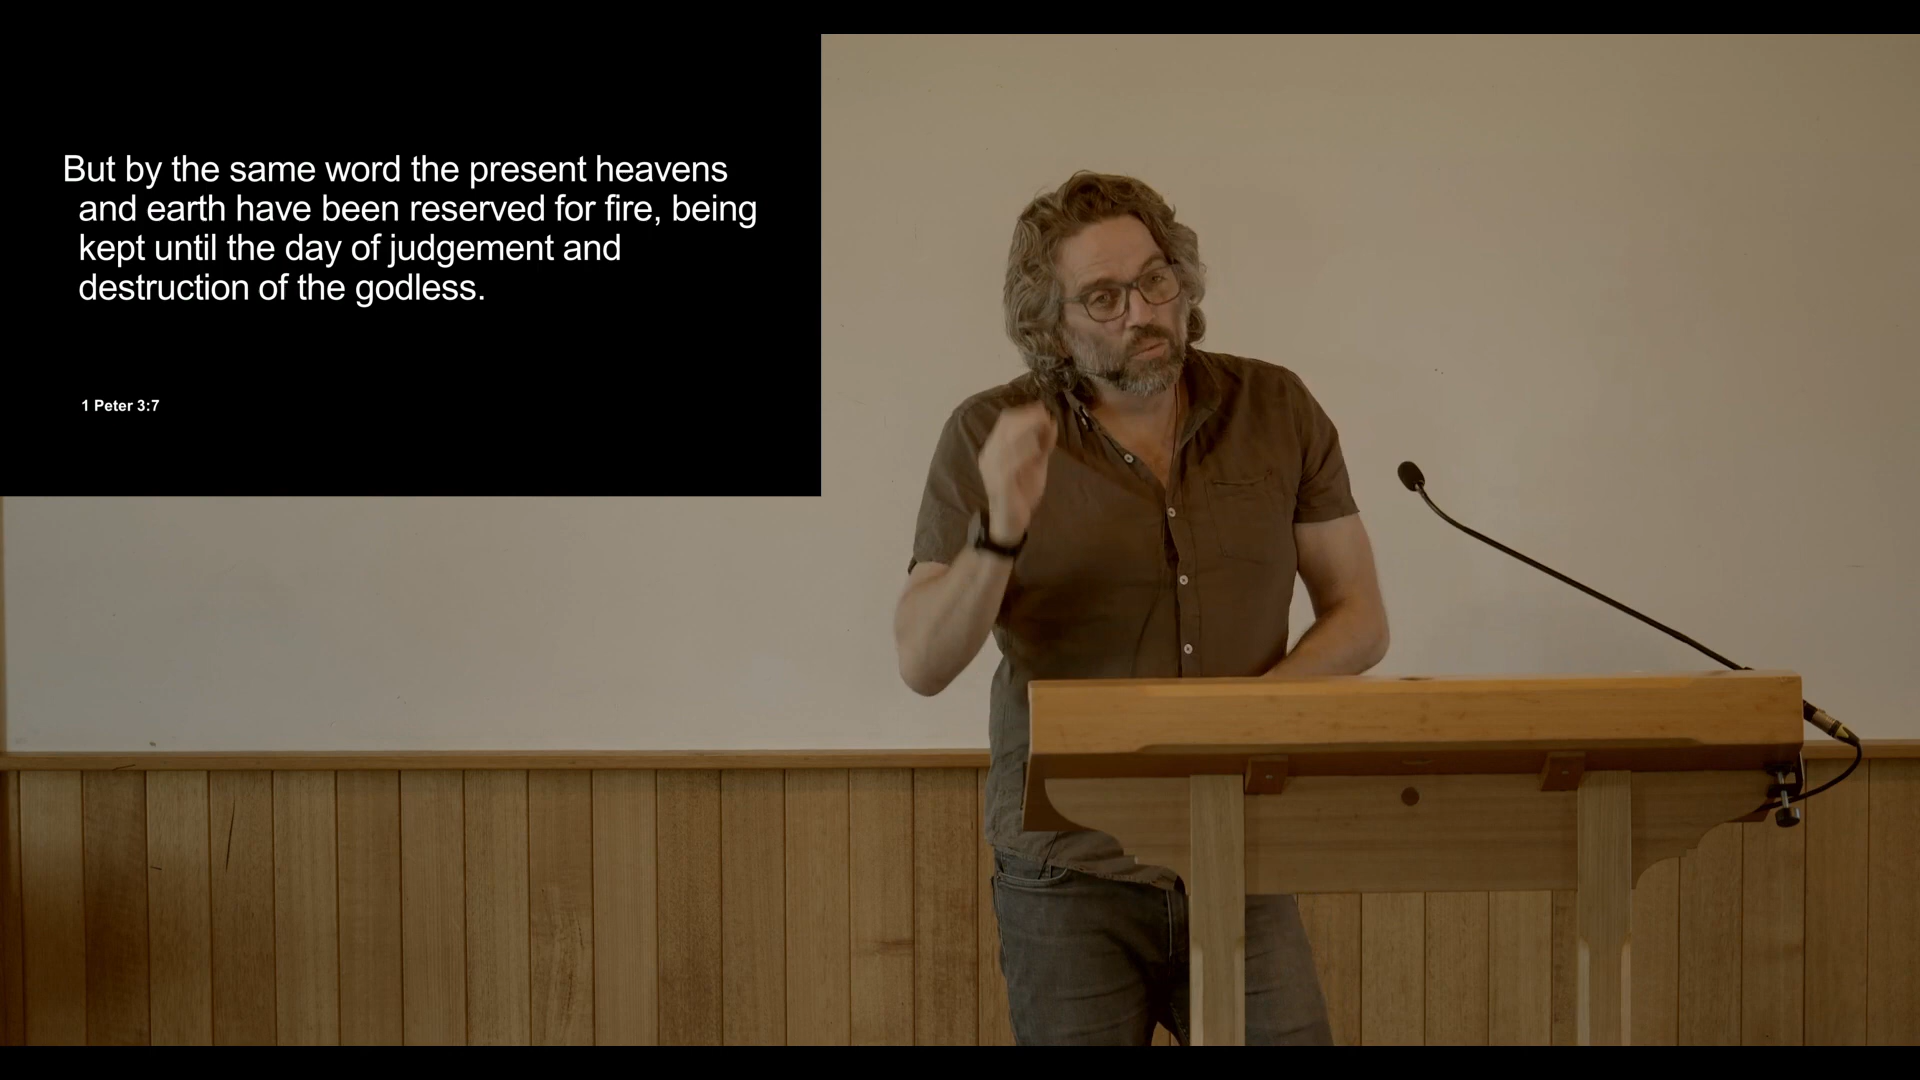 But by the same word the present heavens
and earth have been reserved for fire, being
kept until the day of judgement and
destruction of the godless.
1 Peter 3:7